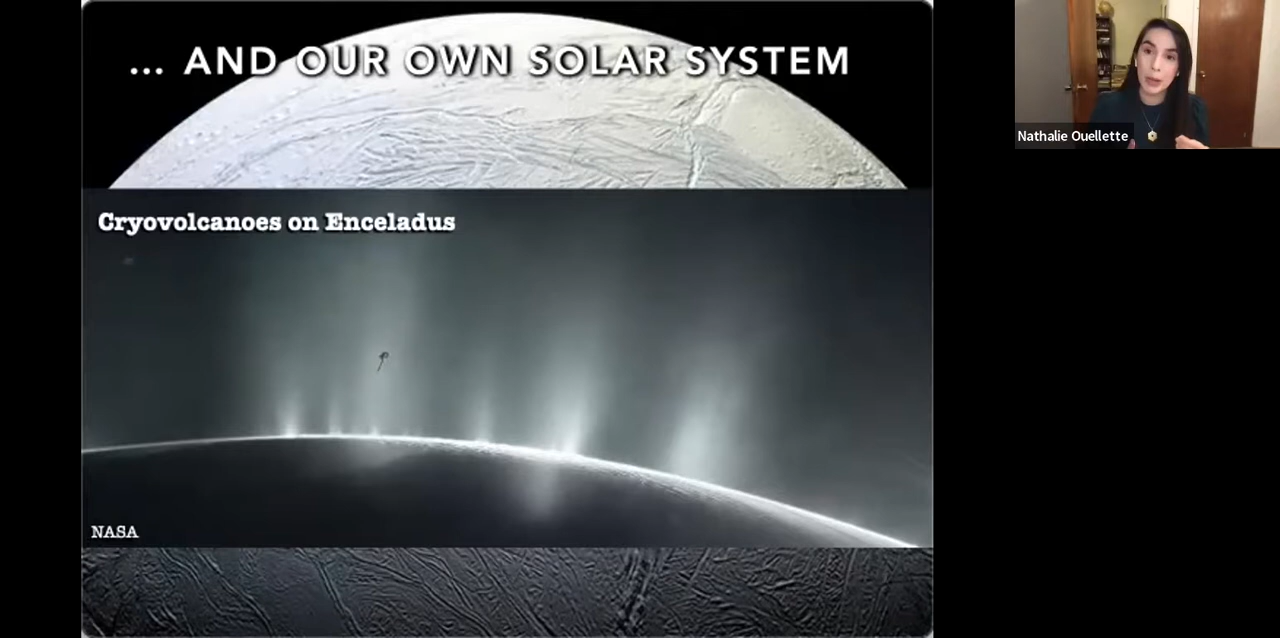 ... AND OUR OWN SOLAR SYSTEM
Cryovolcanoes on Enceladus
NASA
Nathalie Ouellette